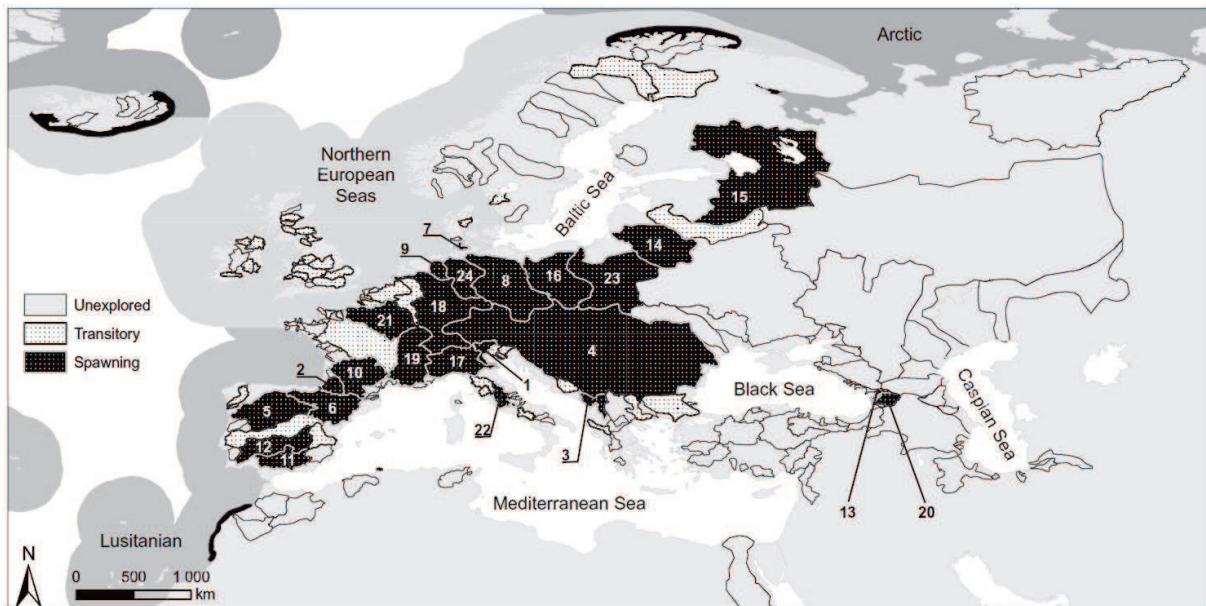 Arctic
Northern
European
Seas
Baltic Sea
15
7
14
9
24
8
16
23
18
21
4
Unexplored
Transitory
Spawning
19
17
10
2
1
Black Sea
Caspian Sea
5
6
22
12
11
3
13
20
Mediterranean Sea
Lusitanian
N
0 500 1 000
km